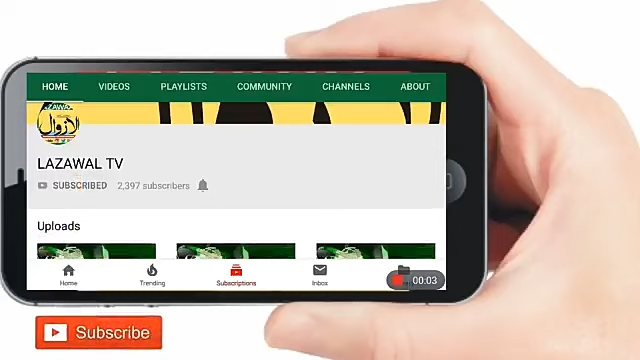 HOME VIDEOS PLAYLISTS COMMUNITY CHANNELS ABOUT
لازوال
LAZAWAL TV
SUBSCRIBED 2,397 subscribers
Uploads
Home Trending Subscriptions Inbox
00:03
Subscribe